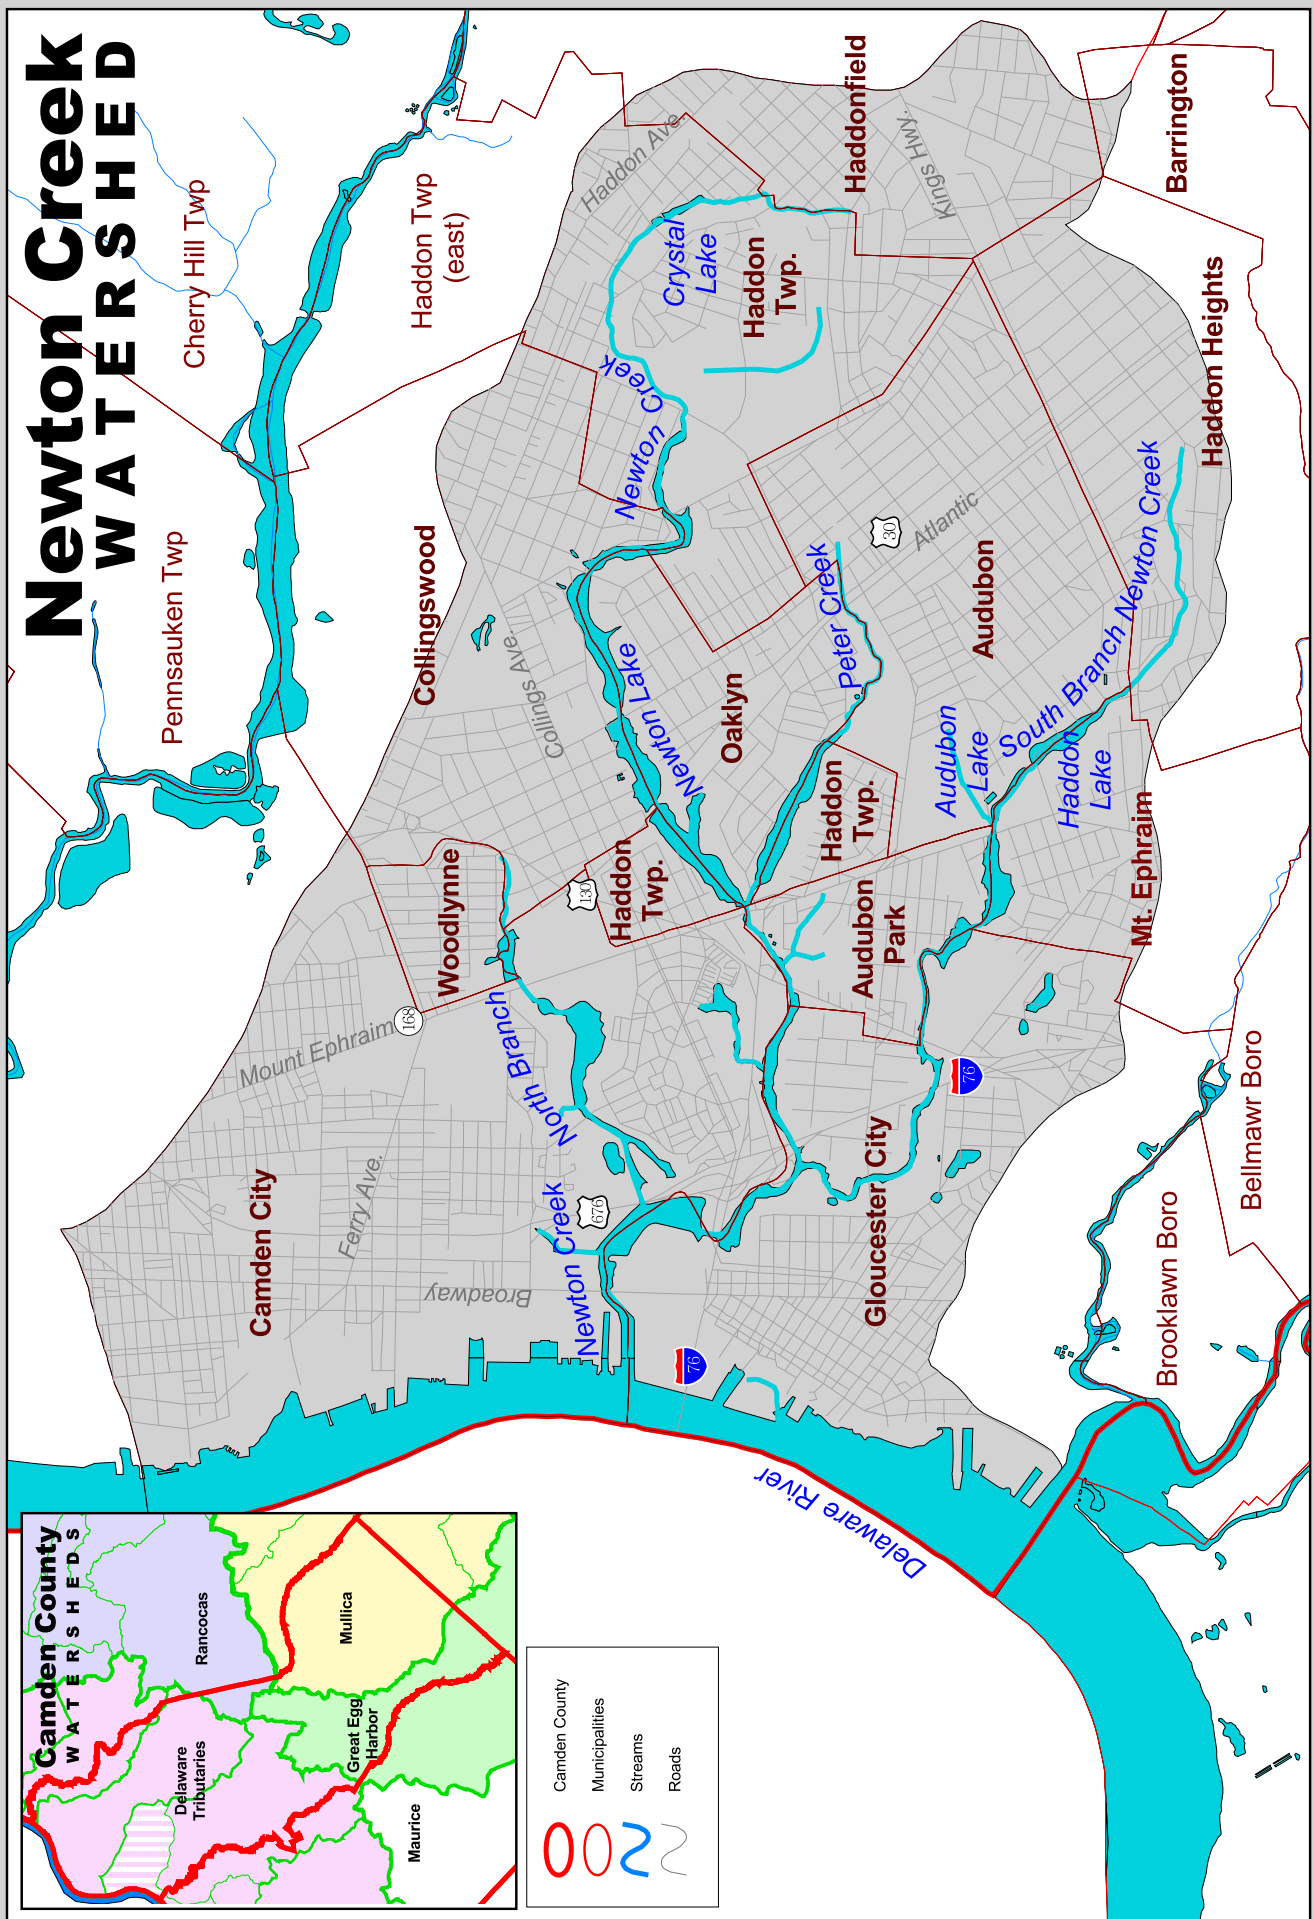 Newton Creek
WATERSHED
Cherry Hill Twp
Haddon Twp
(east)
Pennsauken Twp
Collingswood
Haddon Ave.
Haddonfield
Kings Hwy.
Barrington
Crystal
Lake
Haddon
Twp.
Haddon Heights
Newton Creek
Collings Ave.
Newton Lake
Oaklyn
Peter Creek
30
Atlantic
Audubon
South Branch Newton Creek
Audubon
Lake
Haddon
Lake
Mt. Ephraim
Woodlynne
130
Haddon
Twp.
Haddon
Twp.
Audubon
Park
168
Mount Ephraim
North Branch
Newton Creek
Camden City
Ferry Ave.
Broadway
676
76
Gloucester City
76
Bellmawr Boro
Brooklawn Boro
Delaware River
Camden County
WATERSHEDS
Rancocas
Mullica
Delaware
Tributaries
Great Egg
Harbor
Maurice
Camden County
Municipalities
Streams
Roads